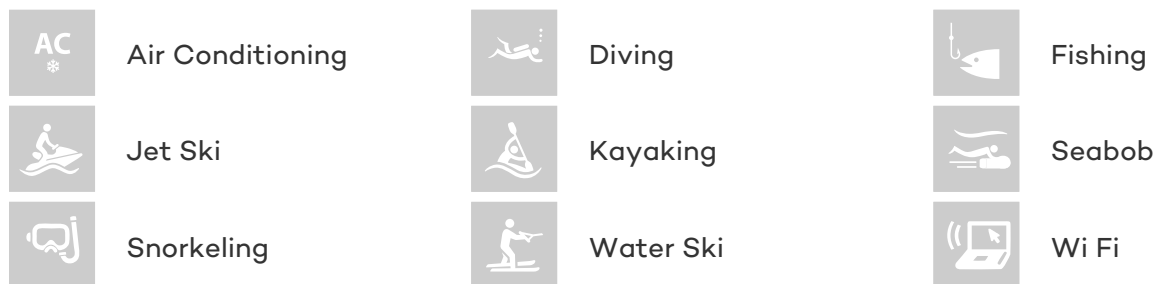 AC
Air Conditioning
Diving
Fishing
Jet Ski
Kayaking
Seabob
Snorkeling
Water Ski
Wi Fi